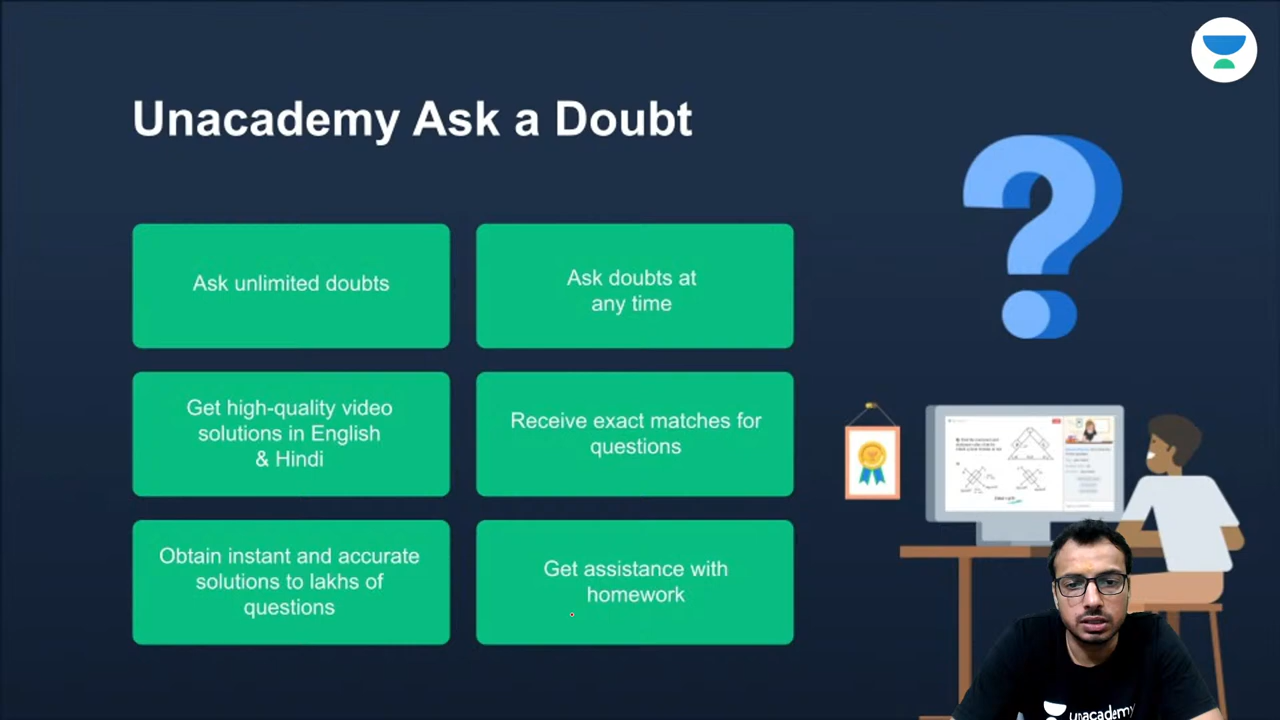 Unacademy Ask a Doubt
Ask unlimited doubts
Ask doubts at
any time
Get high-quality video
solutions in English
& Hindi
Receive exact matches for
questions
Obtain instant and accurate
solutions to lakhs of
questions
Get assistance with
homework
unacademy